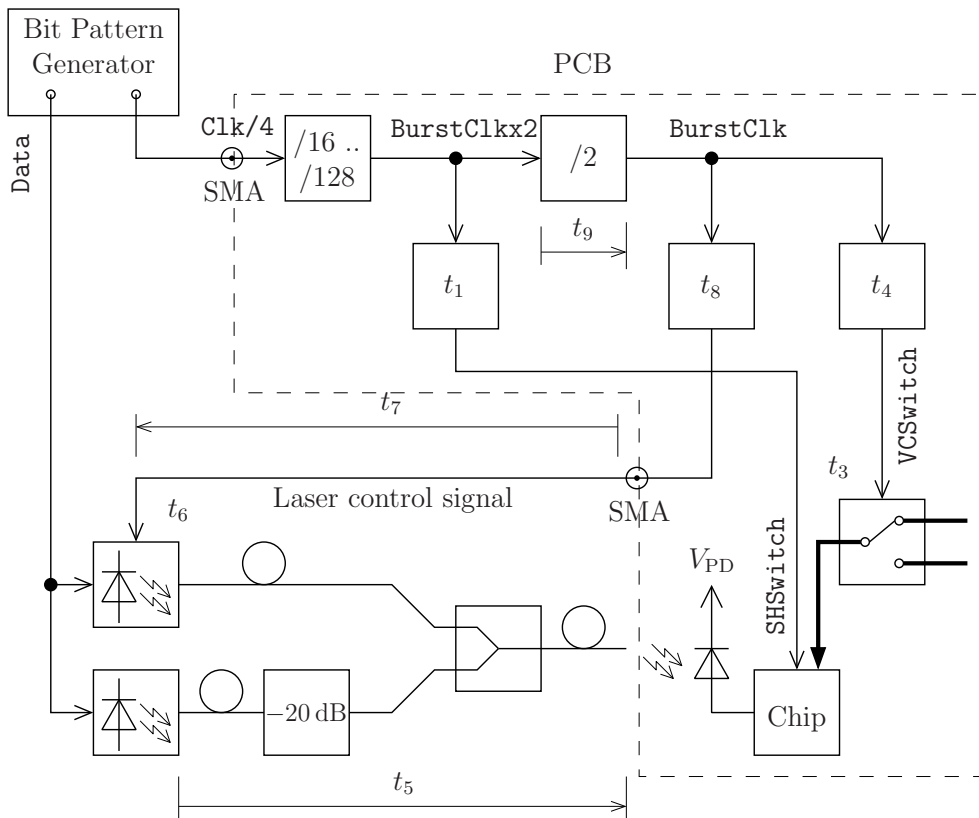 Bit Pattern
Generator
PCB
Data
Clk/4
SMA
/16 ..
/128
BurstClkx2
/2
BurstClk
t₉
t₁
t₈
t₄
VCSwitch
t₇
Laser control signal
SMA
t₃
t₆
V_PD
SHSwitch
−20 dB
Chip
t₅